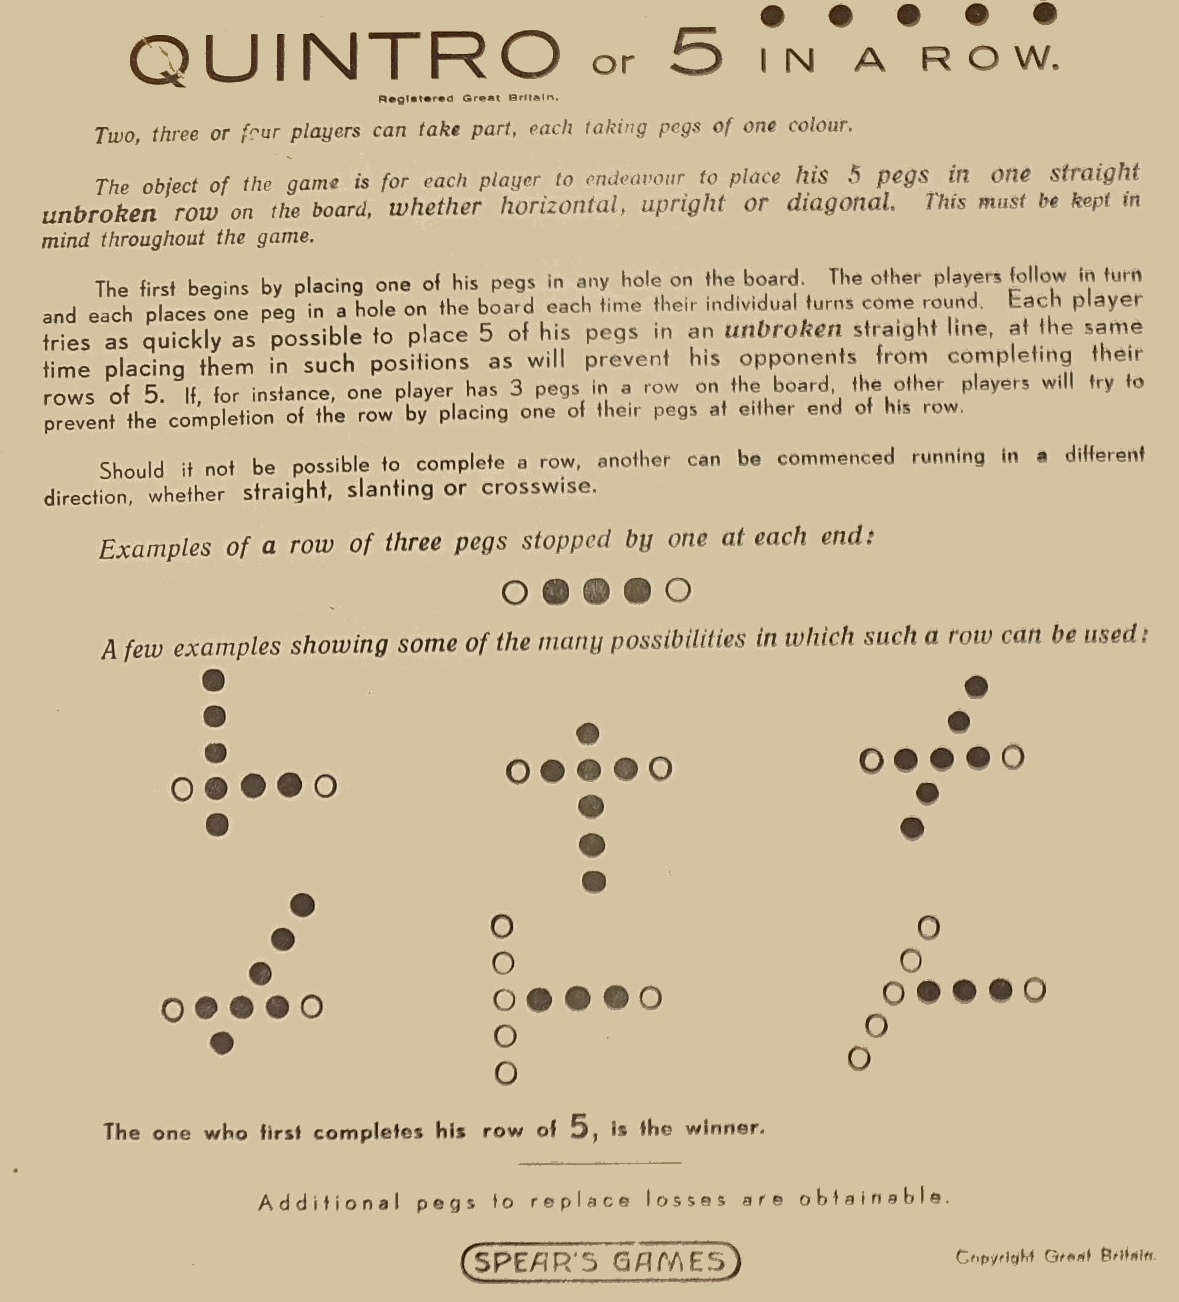 QUINTRO or 5 IN A ROW.
Registered Great Britain.
Two, three or four players can take part, each taking pegs of one colour.
The object of the game is for each player to endeavour to place his 5 pegs in one straight
unbroken row on the board, whether horizontal, upright or diagonal. This must be kept in
mind throughout the game.
The first begins by placing one of his pegs in any hole on the board. The other players follow in turn
and each places one peg in a hole on the board each time their individual turns come round. Each player
tries as quickly as possible to place 5 of his pegs in an unbroken straight line, at the same
time placing them in such positions as will prevent his opponents from completing their
rows of 5. If, for instance, one player has 3 pegs in a row on the board, the other players will try to
prevent the completion of the row by placing one of their pegs at either end of his row.
Should it not be possible to complete a row, another can be commenced running in a different
direction, whether straight, slanting or crosswise.
Examples of a row of three pegs stopped by one at each end:
A few examples showing some of the many possibilities in which such a row can be used:
The one who first completes his row of 5, is the winner.
Additional pegs to replace losses are obtainable.
SPEAR'S GAMES
Copyright Great Britain.